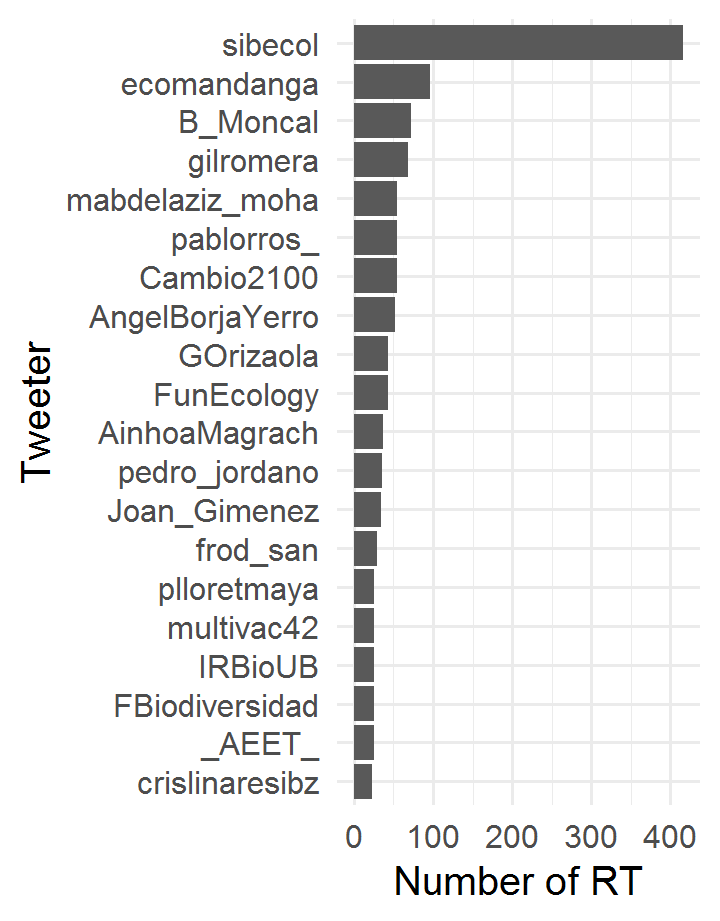 sibecol
ecomandanga
B_Moncal
gilromera
mabdelaziz_moha
pablorros_
Cambio2100
AngelBorjaYerro
GOrizaola
FunEcology
AinhoaMagrach
pedro_jordano
Joan_Gimenez
frod_san
plloretmaya
multivac42
IRBioUB
FBiodiversidad
_AEET_
crislinaresibz
Tweeter
0 100 200 300 400
Number of RT